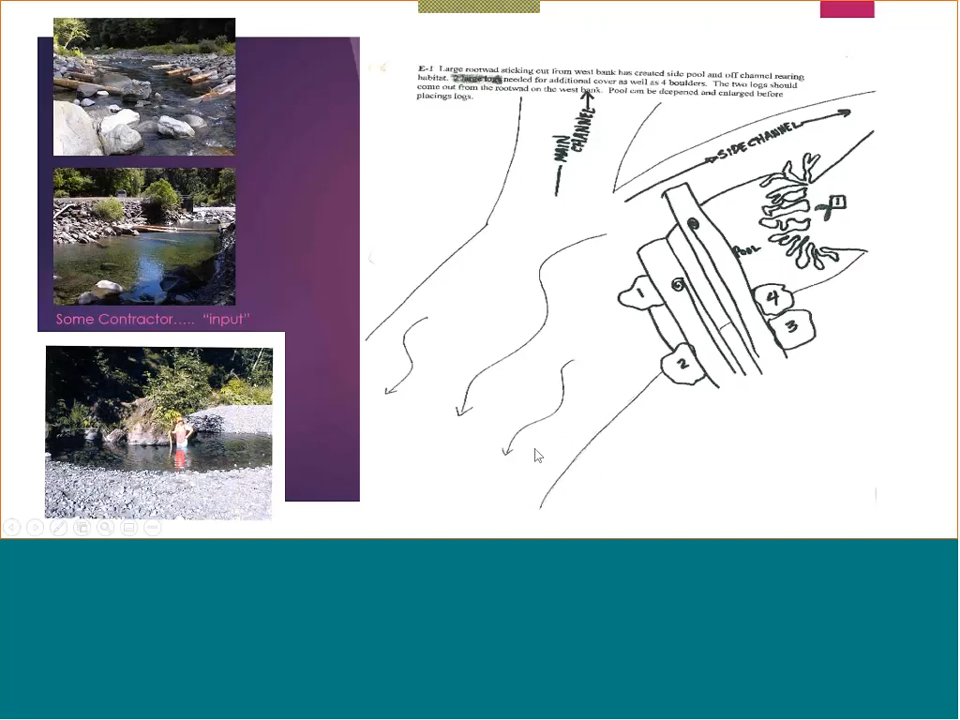 E-1 Large rootwad sticking out from west bank has created side pool and off channel rearing
habitat. 2 large logs needed for additional cover as well as 4 boulders. The two logs should
come out from the rootwad on the west bank. Pool can be deepened and enlarged before
placings logs.
MAIN
CHANNEL
SIDE CHANNEL
POOL
1
2
4
3
Some Contractor..... “input”